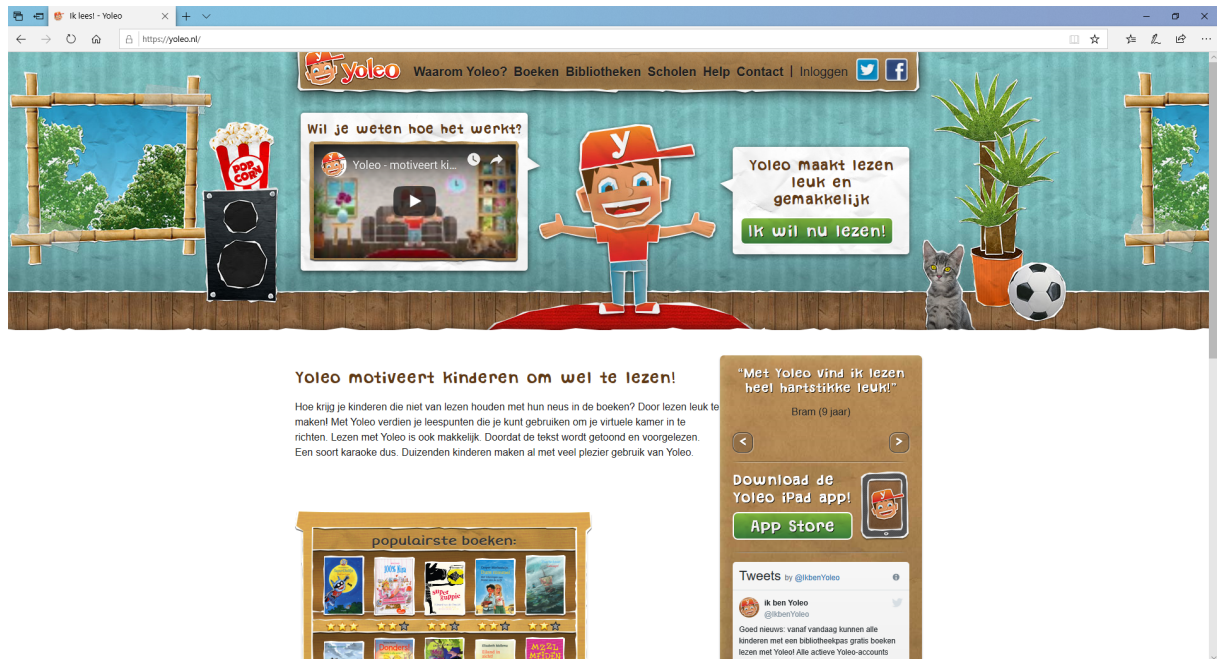 Ik lees! - Yoleo
https://yoleo.nl/
yoleo Waarom Yoleo? Boeken Bibliotheken Scholen Help Contact | Inloggen
Wil je weten hoe het werkt?
Yoleo - motiveert ki...
POP CORN
y
Yoleo maakt lezen
leuk en
gemakkelijk
Ik wil nu lezen!
Yoleo motiveert kinderen om wel te lezen!
Hoe krijg je kinderen die niet van lezen houden met hun neus in de boeken? Door lezen leuk te
maken! Met Yoleo verdien je leespunten die je kunt gebruiken om je virtuele kamer in te
richten. Lezen met Yoleo is ook makkelijk. Doordat de tekst wordt getoond en voorgelezen.
Een soort karaoke dus. Duizenden kinderen maken al met veel plezier gebruik van Yoleo.
populairste boeken:
100% Kira
super
guppie
Donders!
MZZL
MEIDEN
“Met Yoleo vind ik lezen
heel hartstikke leuk!”
Bram (9 jaar)
< >
Download de
Yoleo iPad app!
App Store
Tweets by @IkbenYoleo
ik ben Yoleo
@IkbenYoleo
Goed nieuws: vanaf vandaag kunnen alle
kinderen met een bibliotheekpas gratis boeken
lezen met Yoleo! Alle actieve Yoleo-accounts